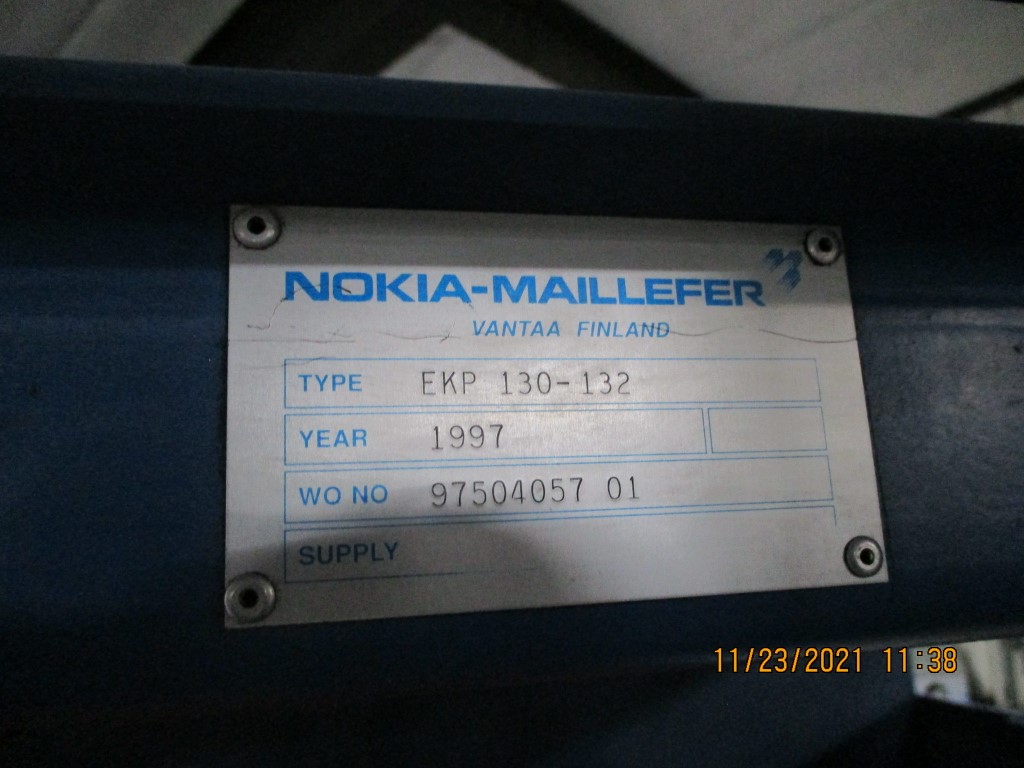 NOKIA-MAILLEFER
VANTAA FINLAND
TYPE EKP 130-132
YEAR 1997
WO NO 97504057 01
SUPPLY
11/23/2021 11:38